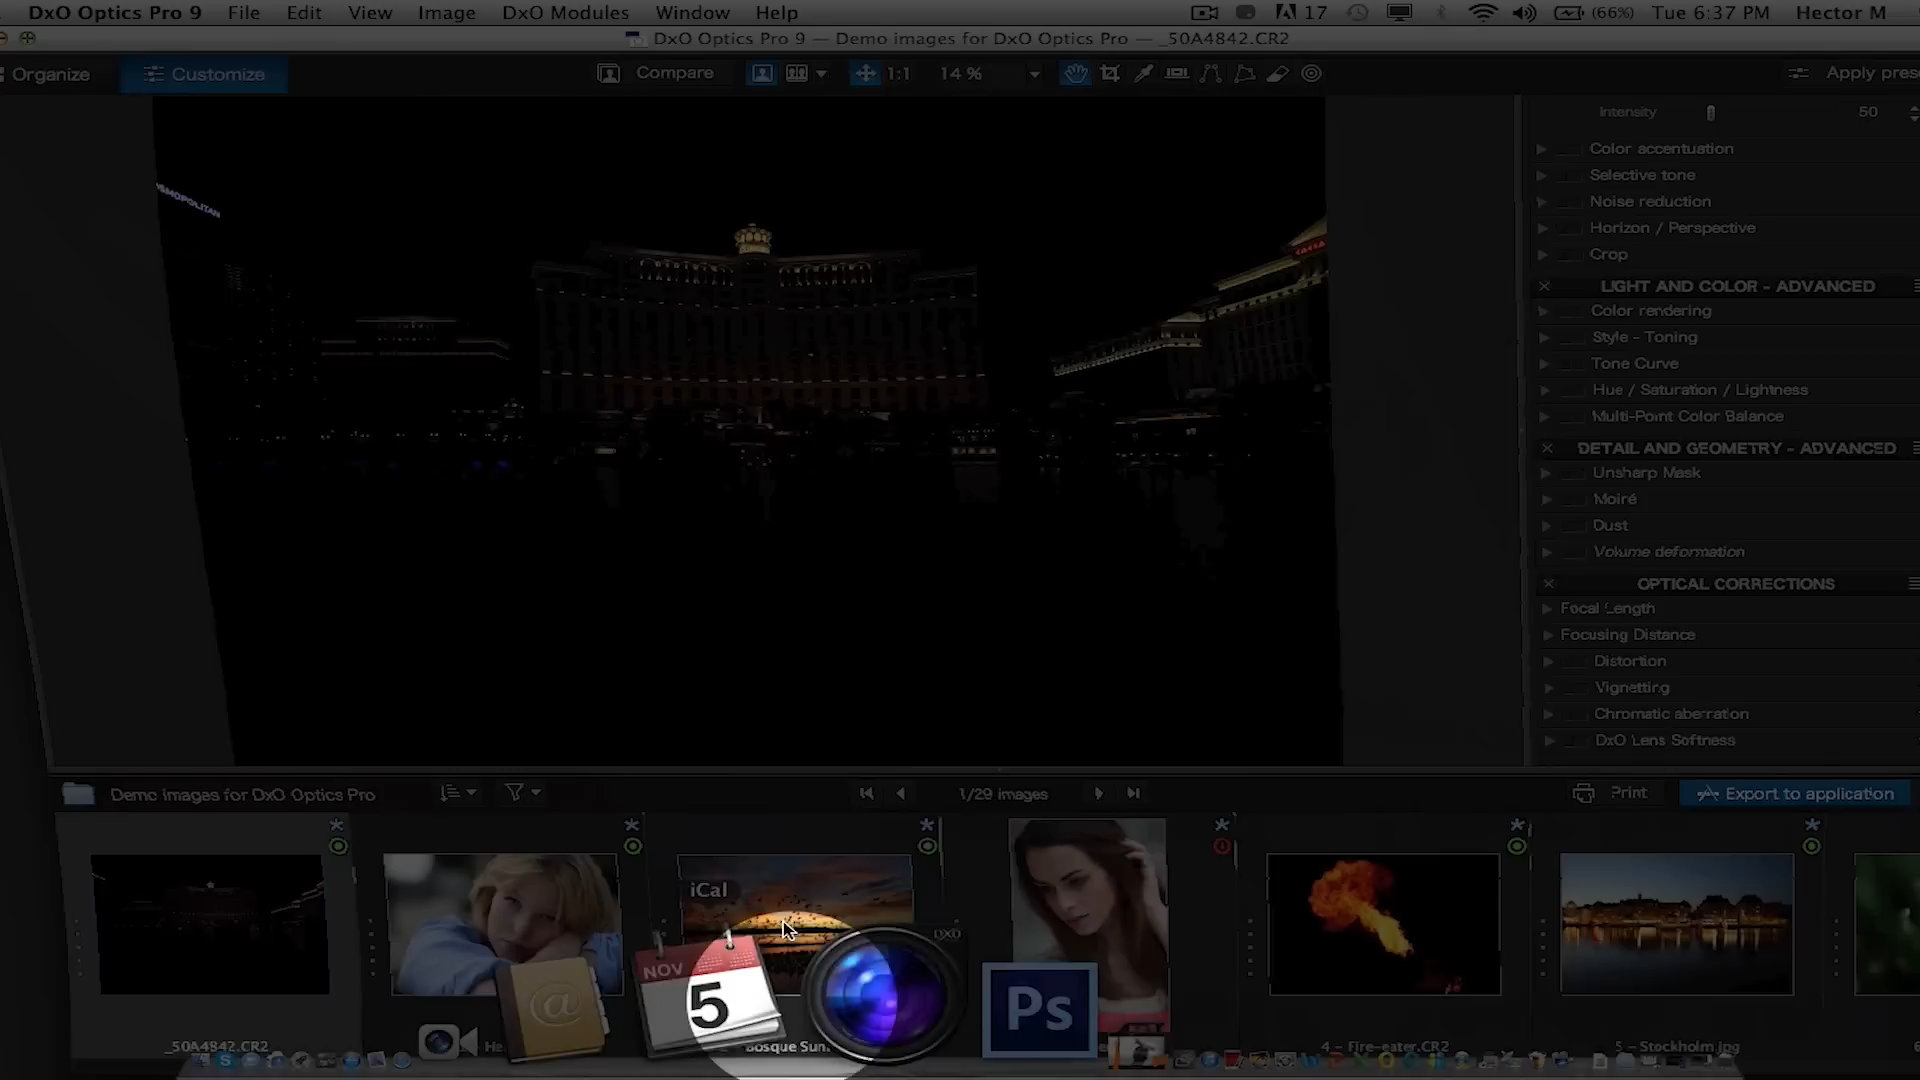 DxO Optics Pro 9 File Edit View Image DxO Modules Window Help 17 (66%) Tue 6:37 PM Hector M
DxO Optics Pro 9 — Demo images for DxO Optics Pro — _50A4842.CR2
Organize Customize Compare 1:1 14 % Apply pres
Intensity 50
Color accentuation
Selective tone
Noise reduction
Horizon / Perspective
Crop
LIGHT AND COLOR - ADVANCED
Color rendering
Style - Toning
Tone Curve
Hue / Saturation / Lightness
Multi-Point Color Balance
DETAIL AND GEOMETRY - ADVANCED
Unsharp Mask
Moiré
Dust
Volume deformation
OPTICAL CORRECTIONS
Focal Length
Focusing Distance
Distortion
Vignetting
Chromatic aberration
DxO Lens Softness
OSMOPOLITAN
CAESA
Demo images for DxO Optics Pro 1/29 images Print Export to application
iCal
DXO
NOV
5
@
Ps
_50A4842.CR2 He Bosque Sun 4 - Fire-eater.CR2 5 - Stockholm.jpg